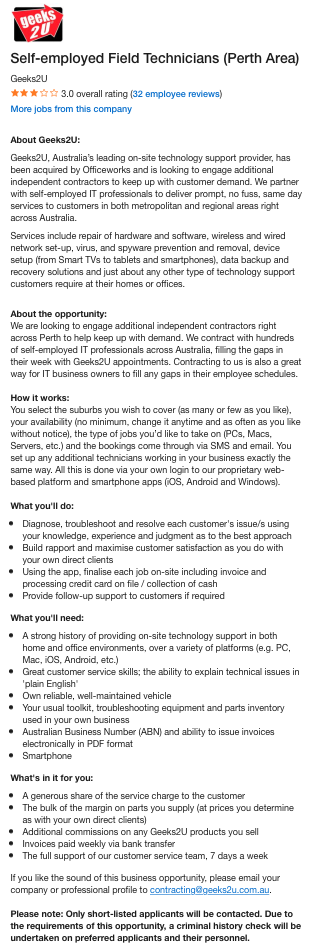 geeks
2U
Self-employed Field Technicians (Perth Area)
Geeks2U
3.0 overall rating (32 employee reviews)
More jobs from this company
About Geeks2U:
Geeks2U, Australia's leading on-site technology support provider, has
been acquired by Officeworks and is looking to engage additional
independent contractors to keep up with customer demand. We partner
with self-employed IT professionals to deliver prompt, no fuss, same day
services to customers in both metropolitan and regional areas right
across Australia.
Services include repair of hardware and software, wireless and wired
network set-up, virus, and spyware prevention and removal, device
setup (from Smart TVs to tablets and smartphones), data backup and
recovery solutions and just about any other type of technology support
customers require at their homes or offices.
About the opportunity:
We are looking to engage additional independent contractors right
across Perth to help keep up with demand. We contract with hundreds
of self-employed IT professionals across Australia, filling the gaps in
their week with Geeks2U appointments. Contracting to us is also a great
way for IT business owners to fill any gaps in their employee schedules.
How it works:
You select the suburbs you wish to cover (as many or few as you like),
your availability (no minimum, change it anytime and as often as you like
without notice), the type of jobs you'd like to take on (PCs, Macs,
Servers, etc.) and the bookings come through via SMS and email. You
set up any additional technicians working in your business exactly the
same way. All this is done via your own login to our proprietary web-
based platform and smartphone apps (iOS, Android and Windows).
What you'll do:
• Diagnose, troubleshoot and resolve each customer's issue/s using
your knowledge, experience and judgment as to the best approach
• Build rapport and maximise customer satisfaction as you do with
your own direct clients
• Using the app, finalise each job on-site including invoice and
processing credit card on file / collection of cash
• Provide follow-up support to customers if required
What you'll need:
• A strong history of providing on-site technology support in both
home and office environments, over a variety of platforms (e.g. PC,
Mac, iOS, Android, etc.)
• Great customer service skills; the ability to explain technical issues in
'plain English'
• Own reliable, well-maintained vehicle
• Your usual toolkit, troubleshooting equipment and parts inventory
used in your own business
• Australian Business Number (ABN) and ability to issue invoices
electronically in PDF format
• Smartphone
What's in it for you:
• A generous share of the service charge to the customer
• The bulk of the margin on parts you supply (at prices you determine
as with your own direct clients)
• Additional commissions on any Geeks2U products you sell
• Invoices paid weekly via bank transfer
• The full support of our customer service team, 7 days a week
If you like the sound of this business opportunity, please email your
company or professional profile to contracting@geeks2u.com.au.
Please note: Only short-listed applicants will be contacted. Due to
the requirements of this opportunity, a criminal history check will be
undertaken on preferred applicants and their personnel.